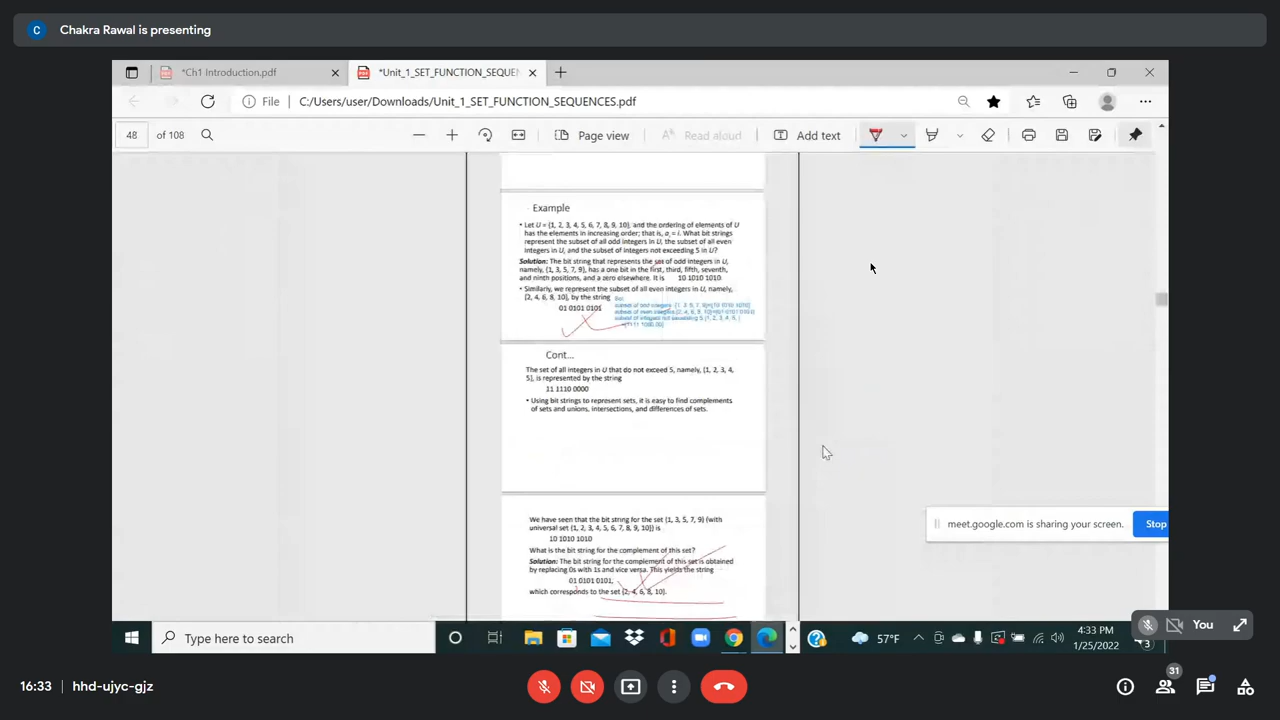 C Chakra Rawal is presenting
*Ch1 Introduction.pdf
*Unit_1_SET_FUNCTION_SEQUEN
File C:/Users/user/Downloads/Unit_1_SET_FUNCTION_SEQUENCES.pdf
48 of 108 Page view Read aloud Add text
Example
• Let U = {1, 2, 3, 4, 5, 6, 7, 8, 9, 10}, and the ordering of elements of U
has the elements in increasing order; that is, aᵢ = i. What bit strings
represent the subset of all odd integers in U, the subset of all even
integers in U, and the subset of integers not exceeding 5 in U?
Solution: The bit string that represents the set of odd integers in U,
namely, {1, 3, 5, 7, 9}, has a one bit in the first, third, fifth, seventh,
and ninth positions, and a zero elsewhere. It is 10 1010 1010.
• Similarly, we represent the subset of all even integers in U, namely,
{2, 4, 6, 8, 10}, by the string
01 0101 0101
Cont...
The set of all integers in U that do not exceed 5, namely, {1, 2, 3, 4,
5}, is represented by the string
11 1110 0000
• Using bit strings to represent sets, it is easy to find complements
of sets and unions, intersections, and differences of sets.
We have seen that the bit string for the set {1, 3, 5, 7, 9} (with
universal set {1, 2, 3, 4, 5, 6, 7, 8, 9, 10}) is
10 1010 1010
What is the bit string for the complement of this set?
Solution: The bit string for the complement of this set is obtained
by replacing 0s with 1s and vice versa. This yields the string
01 0101 0101,
which corresponds to the set {2, 4, 6, 8, 10}.
meet.google.com is sharing your screen. Stop
You
Type here to search
57°F
4:33 PM
1/25/2022
3
16:33 hhd-ujyc-gjz
31